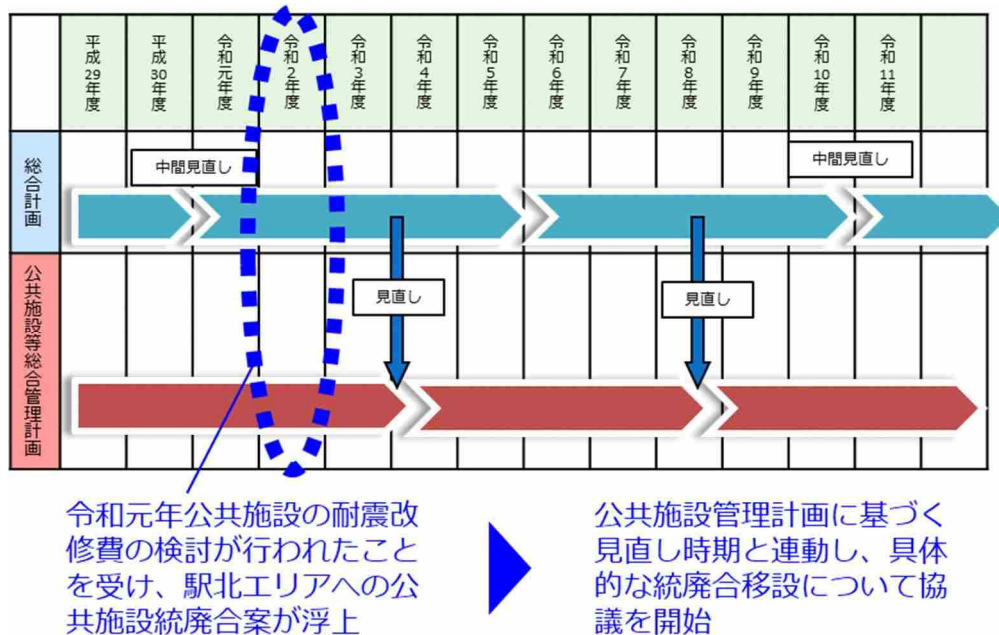 平成29年度
平成30年度
令和元年度
令和2年度
令和3年度
令和4年度
令和5年度
令和6年度
令和7年度
令和8年度
令和9年度
令和10年度
令和11年度
総合計画
中間見直し
中間見直し
公共施設等総合管理計画
見直し
見直し
令和元年公共施設の耐震改
修費の検討が行われたこと
を受け、駅北エリアへの公
共施設統廃合案が浮上
公共施設管理計画に基づく
見直し時期と連動し、具体
的な統廃合移設について協
議を開始